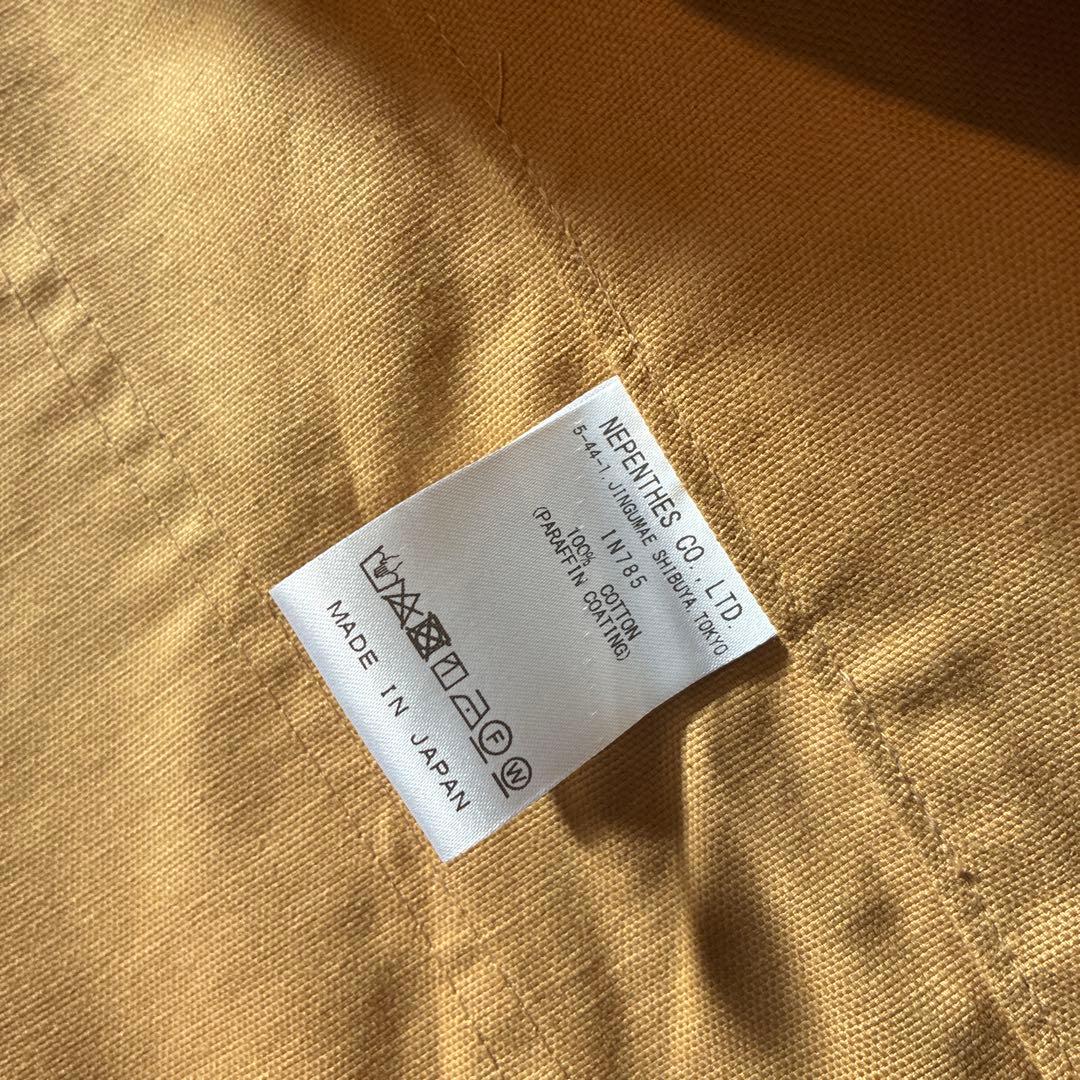 NEPENTHES CO.,LTD.
5-44-1,JINGUMAE SHIBUYA,TOKYO
IN785
100% COTTON
(PARAFFIN COATING)
F W
MADE IN JAPAN